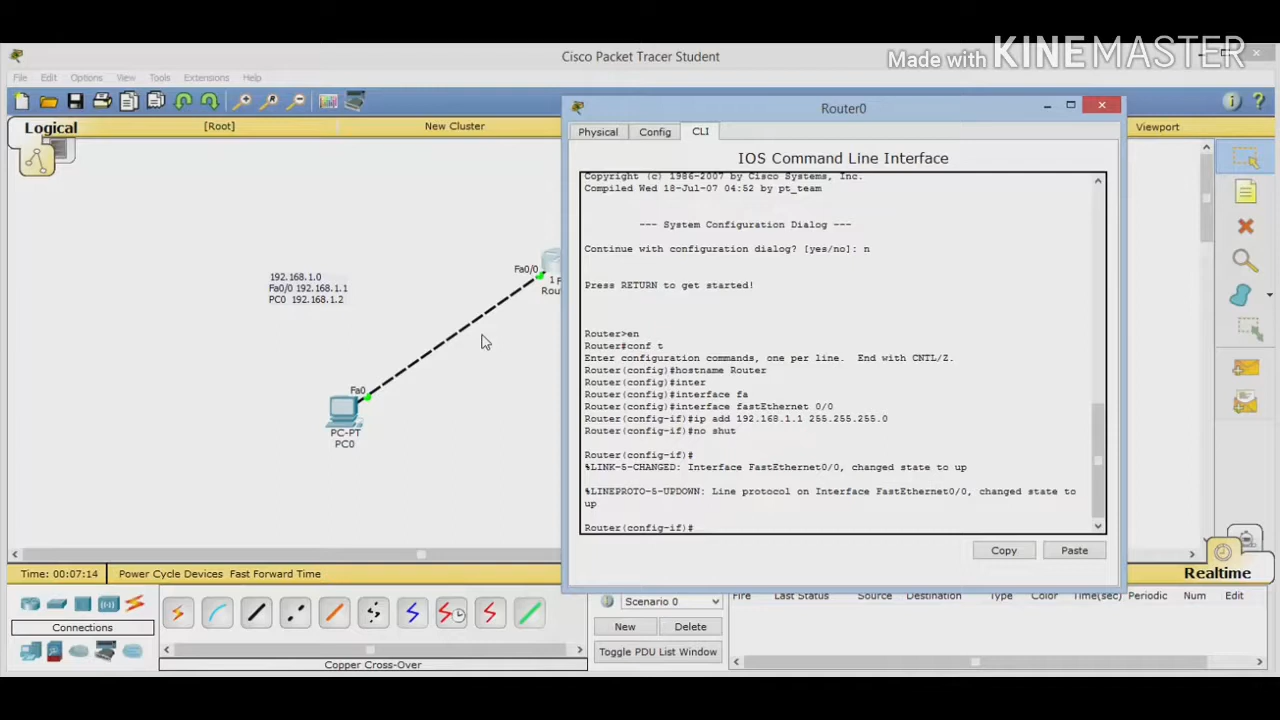 Cisco Packet Tracer Student
Made with KINEMASTER
File Edit Options View Tools Extensions Help
Logical
[Root]
New Cluster
Viewport
Router0
Physical Config CLI
IOS Command Line Interface
Copyright (c) 1986-2007 by Cisco Systems, Inc.
Compiled Wed 18-Jul-07 04:52 by pt_team
--- System Configuration Dialog ---
Continue with configuration dialog? [yes/no]: n
Press RETURN to get started!
Router>en
Router#conf t
Enter configuration commands, one per line. End with CNTL/Z.
Router(config)#hostname Router
Router(config)#inter
Router(config)#interface fa
Router(config)#interface fastEthernet 0/0
Router(config-if)#ip add 192.168.1.1 255.255.255.0
Router(config-if)#no shut
Router(config-if)#
%LINK-5-CHANGED: Interface FastEthernet0/0, changed state to up
%LINEPROTO-5-UPDOWN: Line protocol on Interface FastEthernet0/0, changed state to
up
Router(config-if)#
Copy Paste
192.168.1.0
Fa0/0 192.168.1.1
PC0 192.168.1.2
Fa0/0
Fa0
PC-PT
PC0
Time: 00:07:14 Power Cycle Devices Fast Forward Time
Realtime
Connections
Copper Cross-Over
Scenario 0
New Delete
Toggle PDU List Window
Fire Last Status Source Destination Type Color Time(sec) Periodic Num Edit